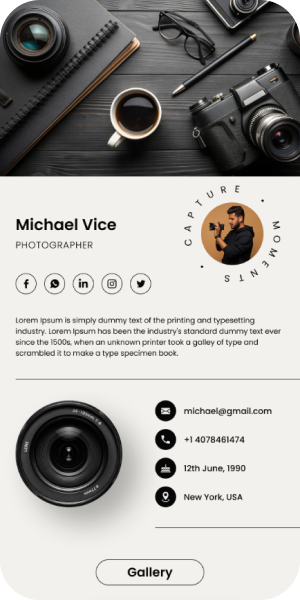 CAPTURE
MOMENTS
Michael Vice
PHOTOGRAPHER
Lorem Ipsum is simply dummy text of the printing and typesetting
industry. Lorem Ipsum has been the industry's standard dummy text ever
since the 1500s, when an unknown printer took a galley of type and
scrambled it to make a type specimen book.
michael@gmail.com
+1 4078461474
12th June, 1990
New York, USA
Gallery